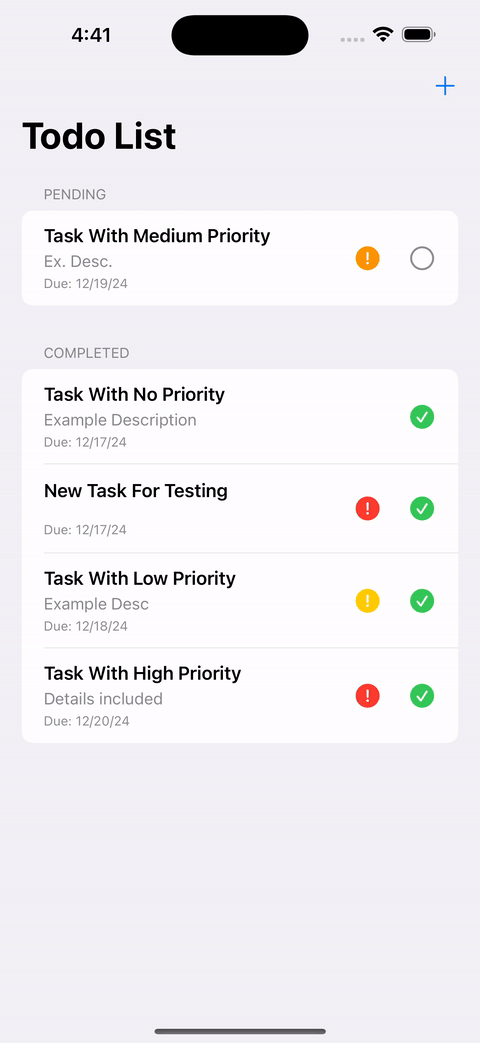 4:41
Todo List
PENDING
Task With Medium Priority
Ex. Desc.
Due: 12/19/24
COMPLETED
Task With No Priority
Example Description
Due: 12/17/24
New Task For Testing
Due: 12/17/24
Task With Low Priority
Example Desc
Due: 12/18/24
Task With High Priority
Details included
Due: 12/20/24